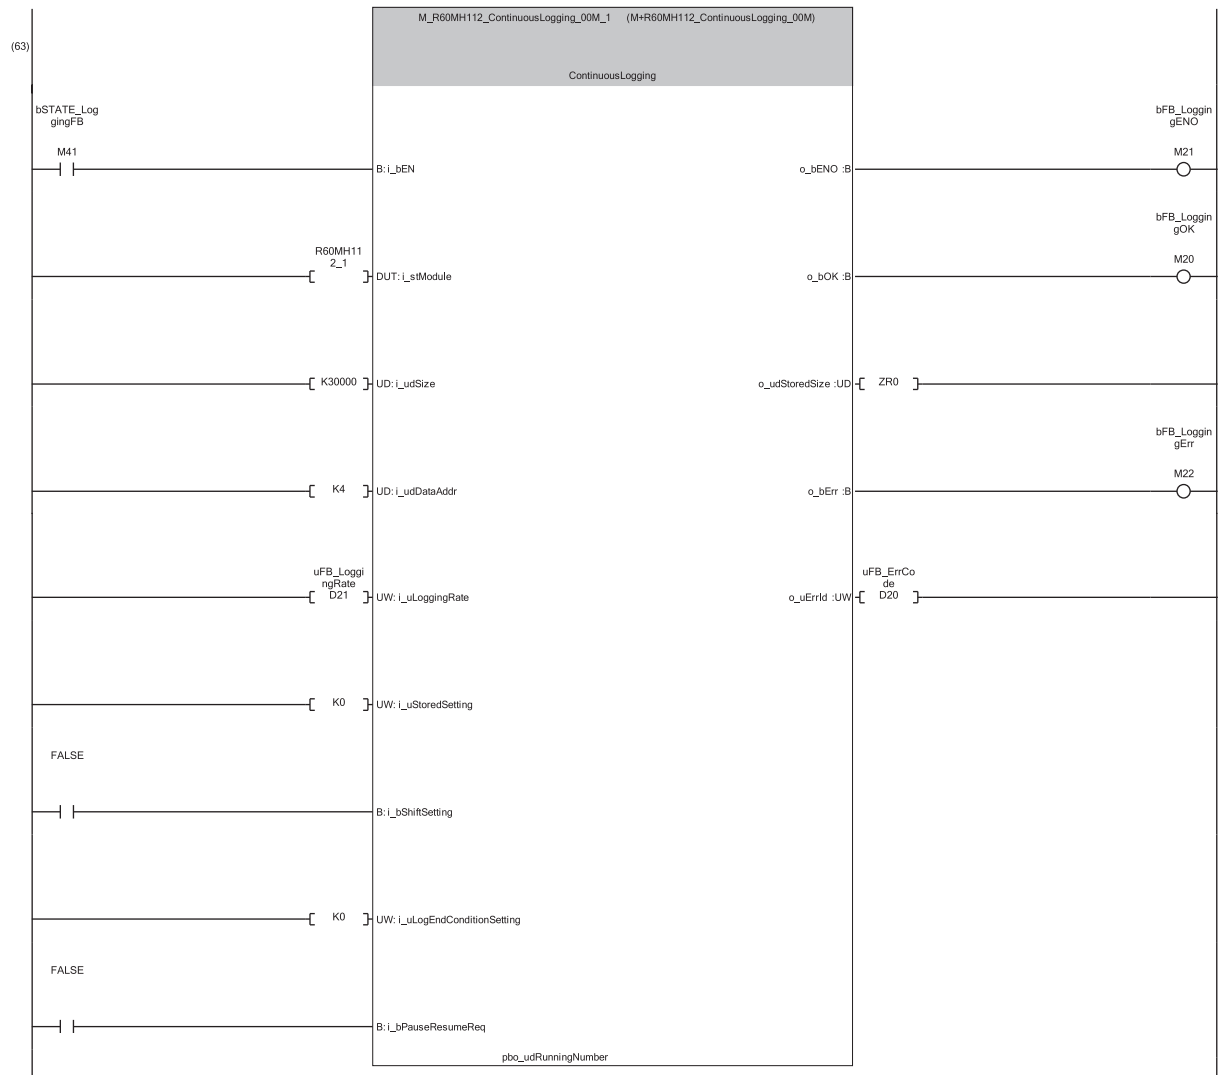 M_R60MH112_ContinuousLogging_00M_1 (M+R60MH112_ContinuousLogging_00M)
(63)
ContinuousLogging
bSTATE_Log
gingFB
M41
B: i_bEN
o_bENO :B
bFB_Loggin
gENO
M21
R60MH11
2_1
DUT: i_stModule
o_bOK :B
bFB_Loggin
gOK
M20
K30000
UD: i_udSize
o_udStoredSize :UD
ZR0
K4
UD: i_udDataAddr
o_bErr :B
bFB_Loggin
gErr
M22
uFB_Loggi
ngRate
D21
UW: i_uLoggingRate
o_uErrId :UW
uFB_ErrCo
de
D20
K0
UW: i_uStoredSetting
FALSE
B: i_bShiftSetting
K0
UW: i_uLogEndConditionSetting
FALSE
B: i_bPauseResumeReq
pbo_udRunningNumber